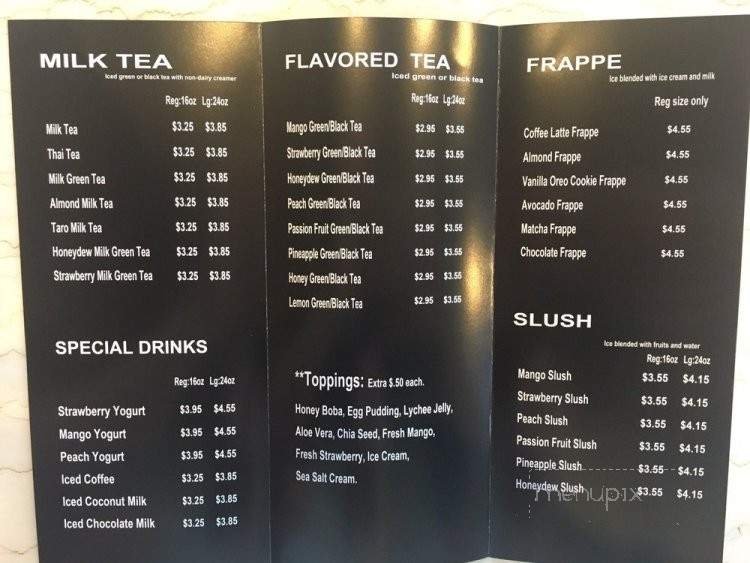 MILK TEA
Iced green or black tea with non-dairy creamer
Reg:16oz Lg:24oz
Milk Tea $3.25 $3.85
Thai Tea $3.25 $3.85
Milk Green Tea $3.25 $3.85
Almond Milk Tea $3.25 $3.85
Taro Milk Tea $3.25 $3.85
Honeydew Milk Green Tea $3.25 $3.85
Strawberry Milk Green Tea $3.25 $3.85
SPECIAL DRINKS
Reg:16oz Lg:24oz
Strawberry Yogurt $3.95 $4.55
Mango Yogurt $3.95 $4.55
Peach Yogurt $3.95 $4.55
Iced Coffee $3.25 $3.85
Iced Coconut Milk $3.25 $3.85
Iced Chocolate Milk $3.25 $3.85
FLAVORED TEA
Iced green or black tea
Reg:16oz Lg:24oz
Mango Green/Black Tea $2.95 $3.55
Strawberry Green/Black Tea $2.95 $3.55
Honeydew Green/Black Tea $2.95 $3.55
Peach Green/Black Tea $2.95 $3.55
Passion Fruit Green/Black Tea $2.95 $3.55
Pineapple Green/Black Tea $2.95 $3.55
Honey Green/Black Tea $2.95 $3.55
Lemon Green/Black Tea $2.95 $3.55
**Toppings: Extra $.50 each.
Honey Boba, Egg Pudding, Lychee Jelly,
Aloe Vera, Chia Seed, Fresh Mango,
Fresh Strawberry, Ice Cream,
Sea Salt Cream.
FRAPPE
Ice blended with ice cream and milk
Reg size only
Coffee Latte Frappe $4.55
Almond Frappe $4.55
Vanilla Oreo Cookie Frappe $4.55
Avocado Frappe $4.55
Matcha Frappe $4.55
Chocolate Frappe $4.55
SLUSH
Ice blended with fruits and water
Reg:16oz Lg:24oz
Mango Slush $3.55 $4.15
Strawberry Slush $3.55 $4.15
Peach Slush $3.55 $4.15
Passion Fruit Slush $3.55 $4.15
Pineapple Slush $3.55 $4.15
Honeydew Slush $3.55 $4.15
menupix